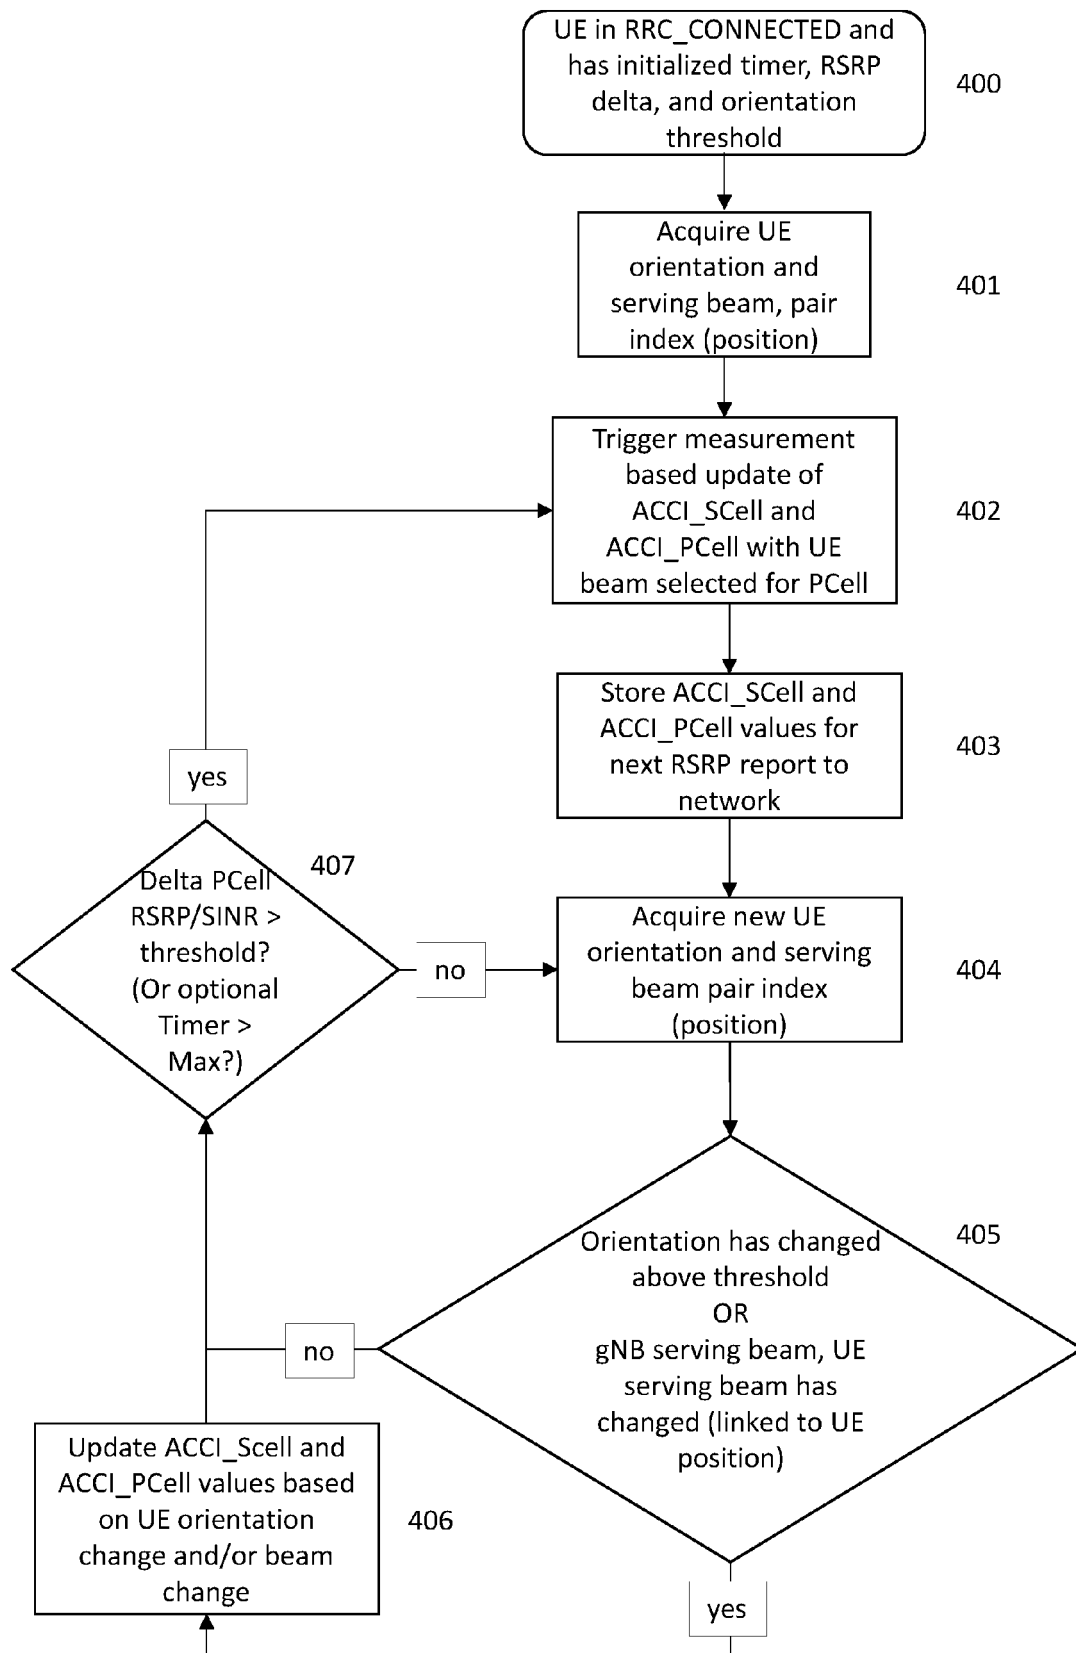 UE in RRC_CONNECTED and
has initialized timer, RSRP
delta, and orientation
threshold
400
Acquire UE
orientation and
serving beam, pair
index (position)
401
Trigger measurement
based update of
ACCI_SCell and
ACCI_PCell with UE
beam selected for PCell
402
Store ACCI_SCell and
ACCI_PCell values for
next RSRP report to
network
403
yes
Delta PCell
RSRP/SINR >
threshold?
(Or optional
Timer >
Max?)
407
no
Acquire new UE
orientation and serving
beam pair index
(position)
404
Orientation has changed
above threshold
OR
gNB serving beam, UE
serving beam has
changed (linked to UE
position)
405
no
Update ACCI_Scell and
ACCI_PCell values based
on UE orientation
change and/or beam
change
406
yes